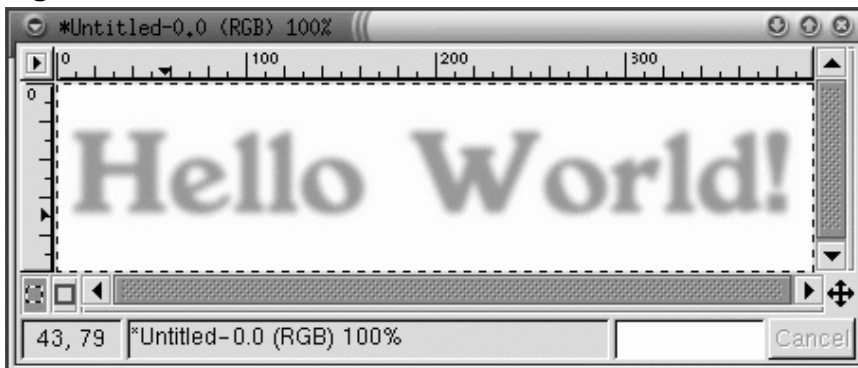 *Untitled-0.0 (RGB) 100%
0 100 200 300
0
Hello World!
43, 79 *Untitled-0.0 (RGB) 100% Cancel